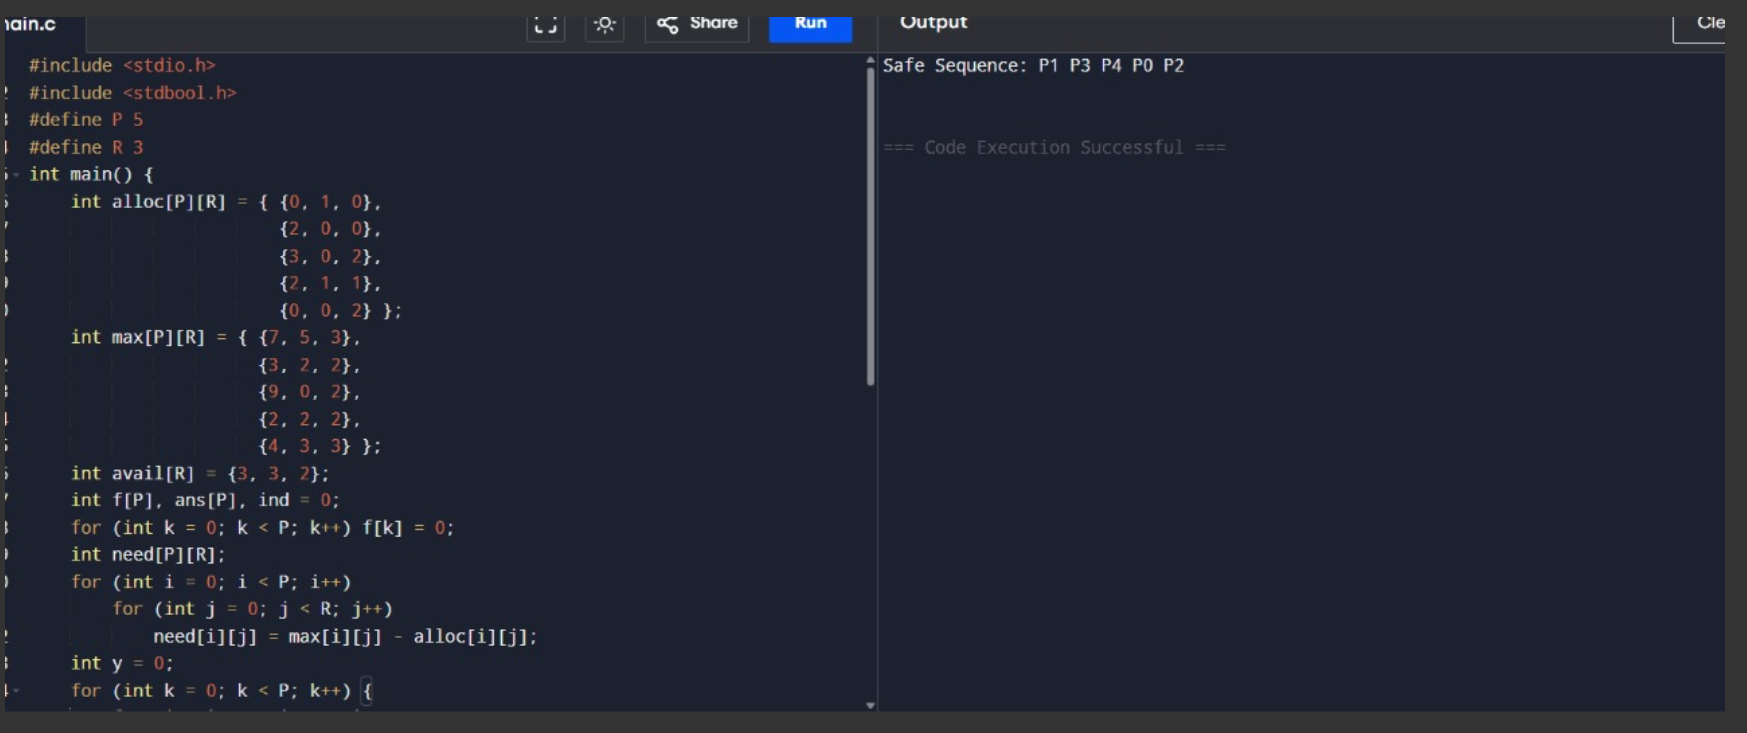 main.c
Share
Run
Output
Cle
#include <stdio.h>
#include <stdbool.h>
#define P 5
#define R 3
int main() {
int alloc[P][R] = { {0, 1, 0},
{2, 0, 0},
{3, 0, 2},
{2, 1, 1},
{0, 0, 2} };
int max[P][R] = { {7, 5, 3},
{3, 2, 2},
{9, 0, 2},
{2, 2, 2},
{4, 3, 3} };
int avail[R] = {3, 3, 2};
int f[P], ans[P], ind = 0;
for (int k = 0; k < P; k++) f[k] = 0;
int need[P][R];
for (int i = 0; i < P; i++)
for (int j = 0; j < R; j++)
need[i][j] = max[i][j] - alloc[i][j];
int y = 0;
for (int k = 0; k < P; k++) {
Safe Sequence: P1 P3 P4 P0 P2
=== Code Execution Successful ===